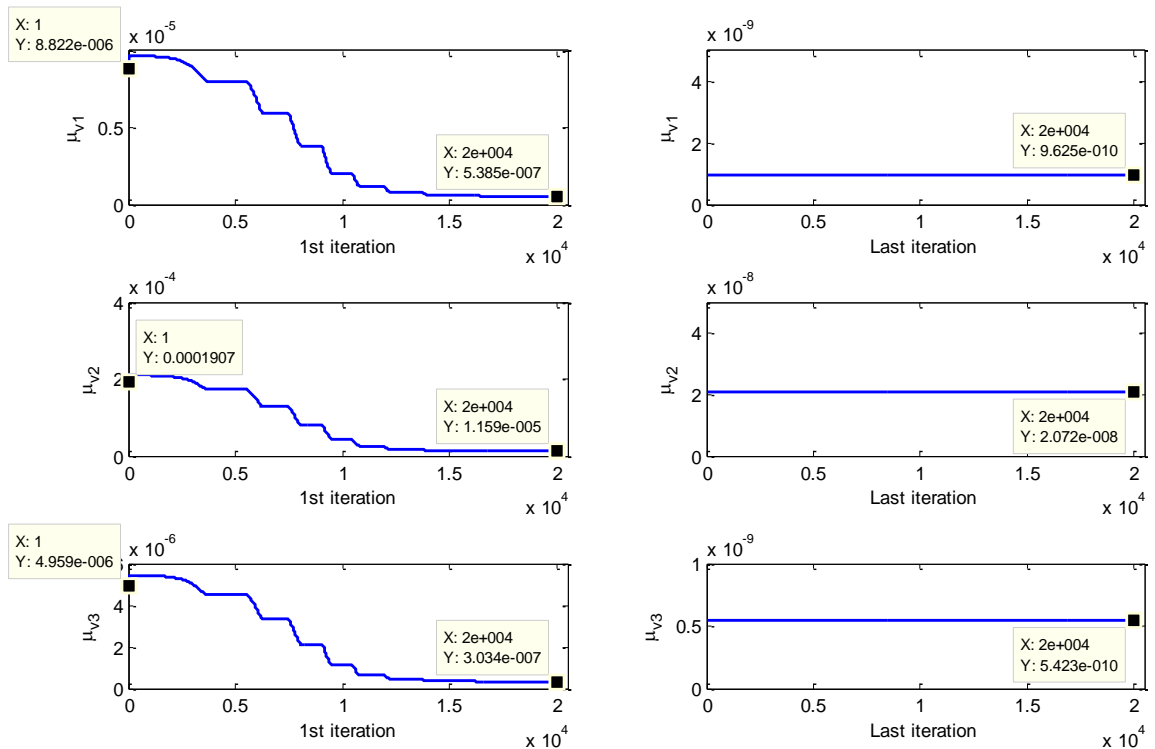 X: 1
Y: 8.822e-006
x 10^-5
μv1
0.5
0
X: 2e+004
Y: 5.385e-007
0 0.5 1 1.5 2
1st iteration
x 10^4
x 10^-9
μv1
4
2
0
X: 2e+004
Y: 9.625e-010
0 0.5 1 1.5 2
Last iteration
x 10^4
x 10^-4
μv2
4
2
0
X: 1
Y: 0.0001907
X: 2e+004
Y: 1.159e-005
0 0.5 1 1.5 2
1st iteration
x 10^4
x 10^-8
μv2
4
2
0
X: 2e+004
Y: 2.072e-008
0 0.5 1 1.5 2
Last iteration
x 10^4
X: 1
Y: 4.959e-006
x 10^-6
μv3
4
2
0
X: 2e+004
Y: 3.034e-007
0 0.5 1 1.5 2
1st iteration
x 10^4
x 10^-9
μv3
1
0.5
0
X: 2e+004
Y: 5.423e-010
0 0.5 1 1.5 2
Last iteration
x 10^4